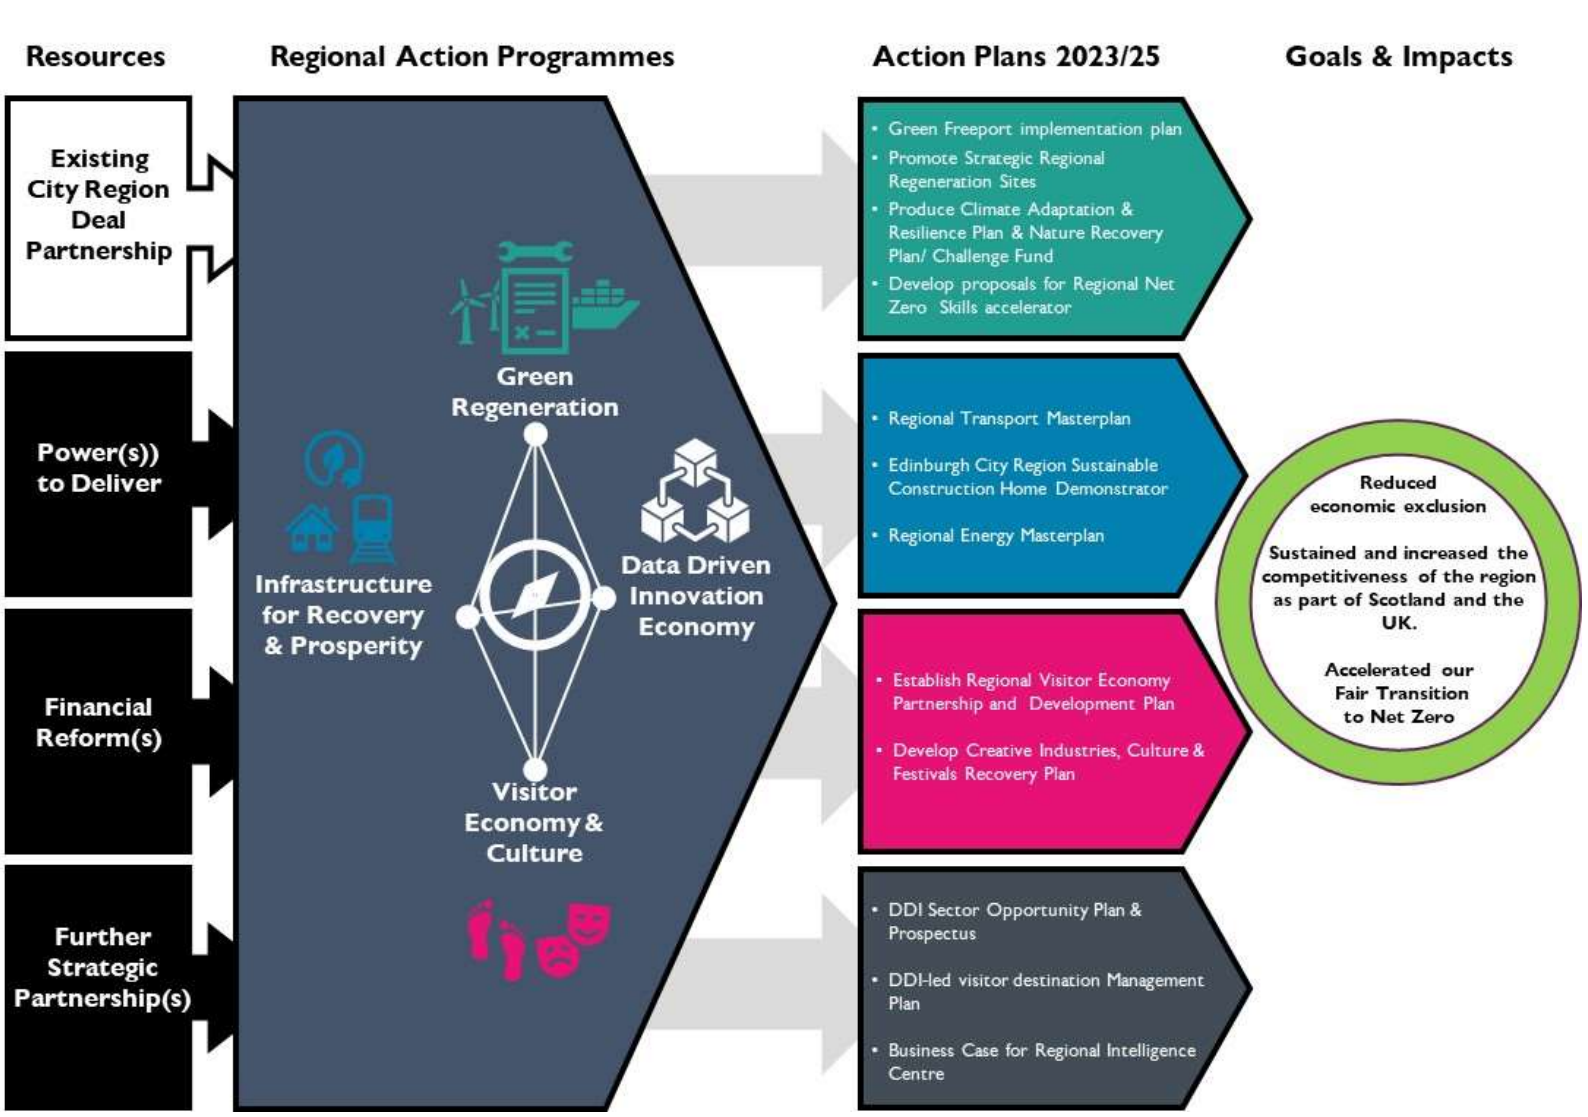 Resources
Regional Action Programmes
Action Plans 2023/25
Goals & Impacts
Existing
City Region
Deal
Partnership
Power(s))
to Deliver
Financial
Reform(s)
Further
Strategic
Partnership(s)
Green
Regeneration
Infrastructure
for Recovery
& Prosperity
Data Driven
Innovation
Economy
Visitor
Economy &
Culture
• Green Freeport implementation plan
• Promote Strategic Regional
Regeneration Sites
• Produce Climate Adaptation &
Resilience Plan & Nature Recovery
Plan/ Challenge Fund
• Develop proposals for Regional Net
Zero Skills accelerator
• Regional Transport Masterplan
• Edinburgh City Region Sustainable
Construction Home Demonstrator
• Regional Energy Masterplan
• Establish Regional Visitor Economy
Partnership and Development Plan
• Develop Creative Industries, Culture &
Festivals Recovery Plan
• DDI Sector Opportunity Plan &
Prospectus
• DDI-led visitor destination Management
Plan
• Business Case for Regional Intelligence
Centre
Reduced
economic exclusion
Sustained and increased the
competitiveness of the region
as part of Scotland and the
UK.
Accelerated our
Fair Transition
to Net Zero